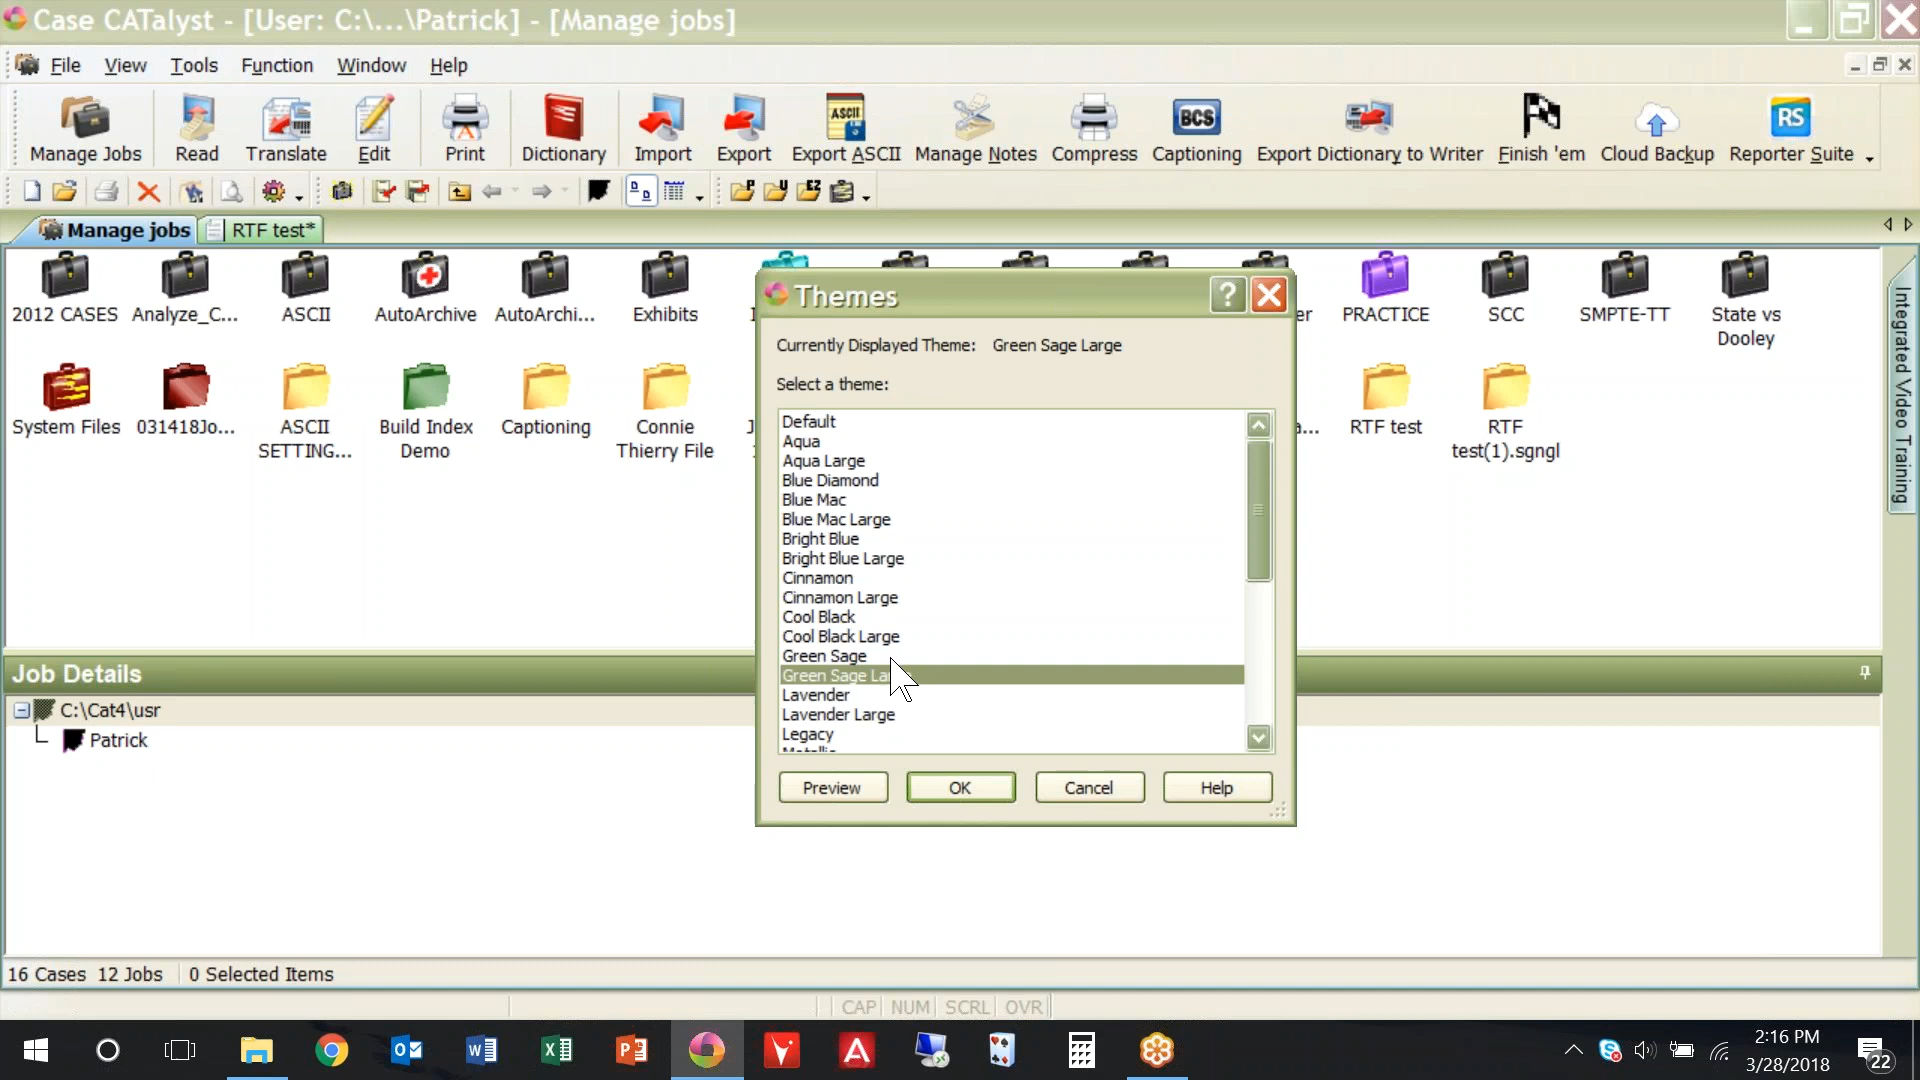 Case CATalyst - [User: C:\...\Patrick] - [Manage jobs]
File View Tools Function Window Help
Manage Jobs Read Translate Edit Print Dictionary Import Export Export ASCII Manage Notes Compress Captioning Export Dictionary to Writer Finish 'em Cloud Backup Reporter Suite
ASCII
BCS
RS
Manage jobs RTF test*
2012 CASES Analyze_C... ASCII AutoArchive AutoArchi... Exhibits er PRACTICE SCC SMPTE-TT State vs Dooley
System Files 031418Jo... ASCII SETTING... Build Index Demo Captioning Connie Thierry File a... RTF test RTF test(1).sgngl
Integrated Video Training
Themes
Currently Displayed Theme: Green Sage Large
Select a theme:
Default
Aqua
Aqua Large
Blue Diamond
Blue Mac
Blue Mac Large
Bright Blue
Bright Blue Large
Cinnamon
Cinnamon Large
Cool Black
Cool Black Large
Green Sage
Green Sage La
Lavender
Lavender Large
Legacy
Preview OK Cancel Help
Job Details
C:\Cat4\usr
Patrick
16 Cases 12 Jobs 0 Selected Items
CAP NUM SCRL OVR
2:16 PM
3/28/2018
22